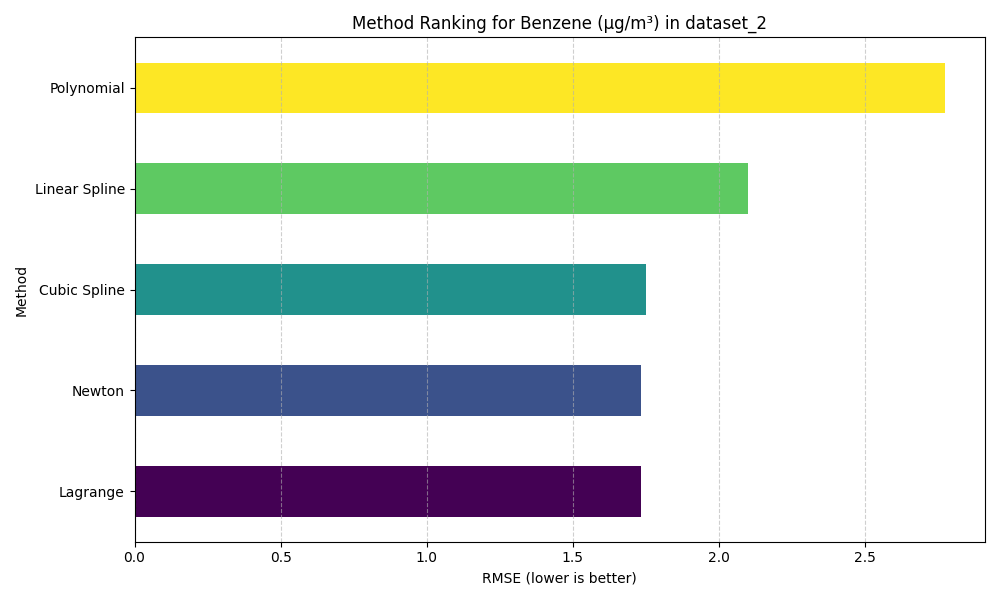 Method Ranking for Benzene (µg/m³) in dataset_2
Polynomial
Linear Spline
Cubic Spline
Newton
Lagrange
Method
0.0 0.5 1.0 1.5 2.0 2.5
RMSE (lower is better)